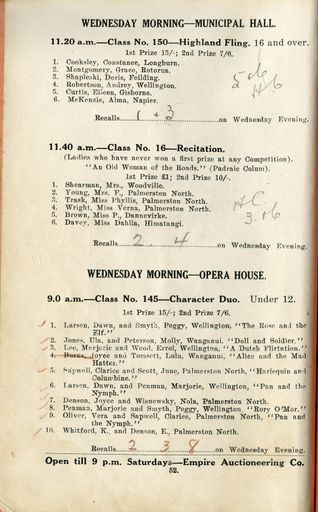 WEDNESDAY MORNING—MUNICIPAL HALL.
11.20 a.m.—Class No. 150—Highland Fling. 16 and over.
1st Prize 15/-; 2nd Prize 7/6.
1. Cooksley, Constance, Longburn.
2. Montgomery, Grace, Rotorua.
3. Shapleski, Doris, Feilding.
4. Robertson, Audrey, Wellington.
5. Curtis, Eileen, Gisborne.
6. McKenzie, Alma, Napier.
Recalls 1 + 3 on Wednesday Evening.
11.40 a.m.—Class No. 16—Recitation.
(Ladies who have never won a first prize at any Competition).
"An Old Woman of the Roads." (Padraic Colum).
1st Prize £1; 2nd Prize 10/-.
1. Shearman, Mrs., Woodville.
2. Young, Mrs. F., Palmerston North.
3. Trask, Miss Phyllis, Palmerston North.
4. Wright, Miss Verna, Palmerston North.
5. Brown, Miss P., Dannevirke.
6. Davey, Miss Dahlia, Himatangi.
Recalls 2. 4 on Wednesday Evening.
WEDNESDAY MORNING—OPERA HOUSE.
9.0 a.m.—Class No. 145—Character Duo. Under 12.
1st Prize 15/-; 2nd Prize 7/6.
1. Larsen, Dawn, and Smyth, Peggy, Wellington, "The Rose and the
Elf."
2. Jones, Ula, and Peterson, Molly, Wanganui. "Doll and Soldier."
3. Lee, Marjorie and Wood, Errol, Wellington, "A Dutch Flirtation."
4. Burns, Joyce and Tonsett, Lulu, Wanganui, "Alice and the Mad
Hatter."
5. Sapwell, Clarice and Scott, June, Palmerston North, "Harlequin and
Columbine."
6. Larsen, Dawn, and Penman, Marjorie, Wellington, "Pan and the
Nymph."
7. Denson, Joyce and Wisnowsky, Nola, Palmerston North.
8. Penman, Marjorie and Smyth, Peggy, Wellington, "Rory O'Mor."
9. Oliver, Vera and Sapwell, Clarice, Palmerston North, "Pan and
the Nymph."
10. Whitford, K. and Denson, E., Palmerston North.
Recalls 2 3 8 on Wednesday Evening.
Open till 9 p.m. Saturdays—Empire Auctioneering Co.
52.